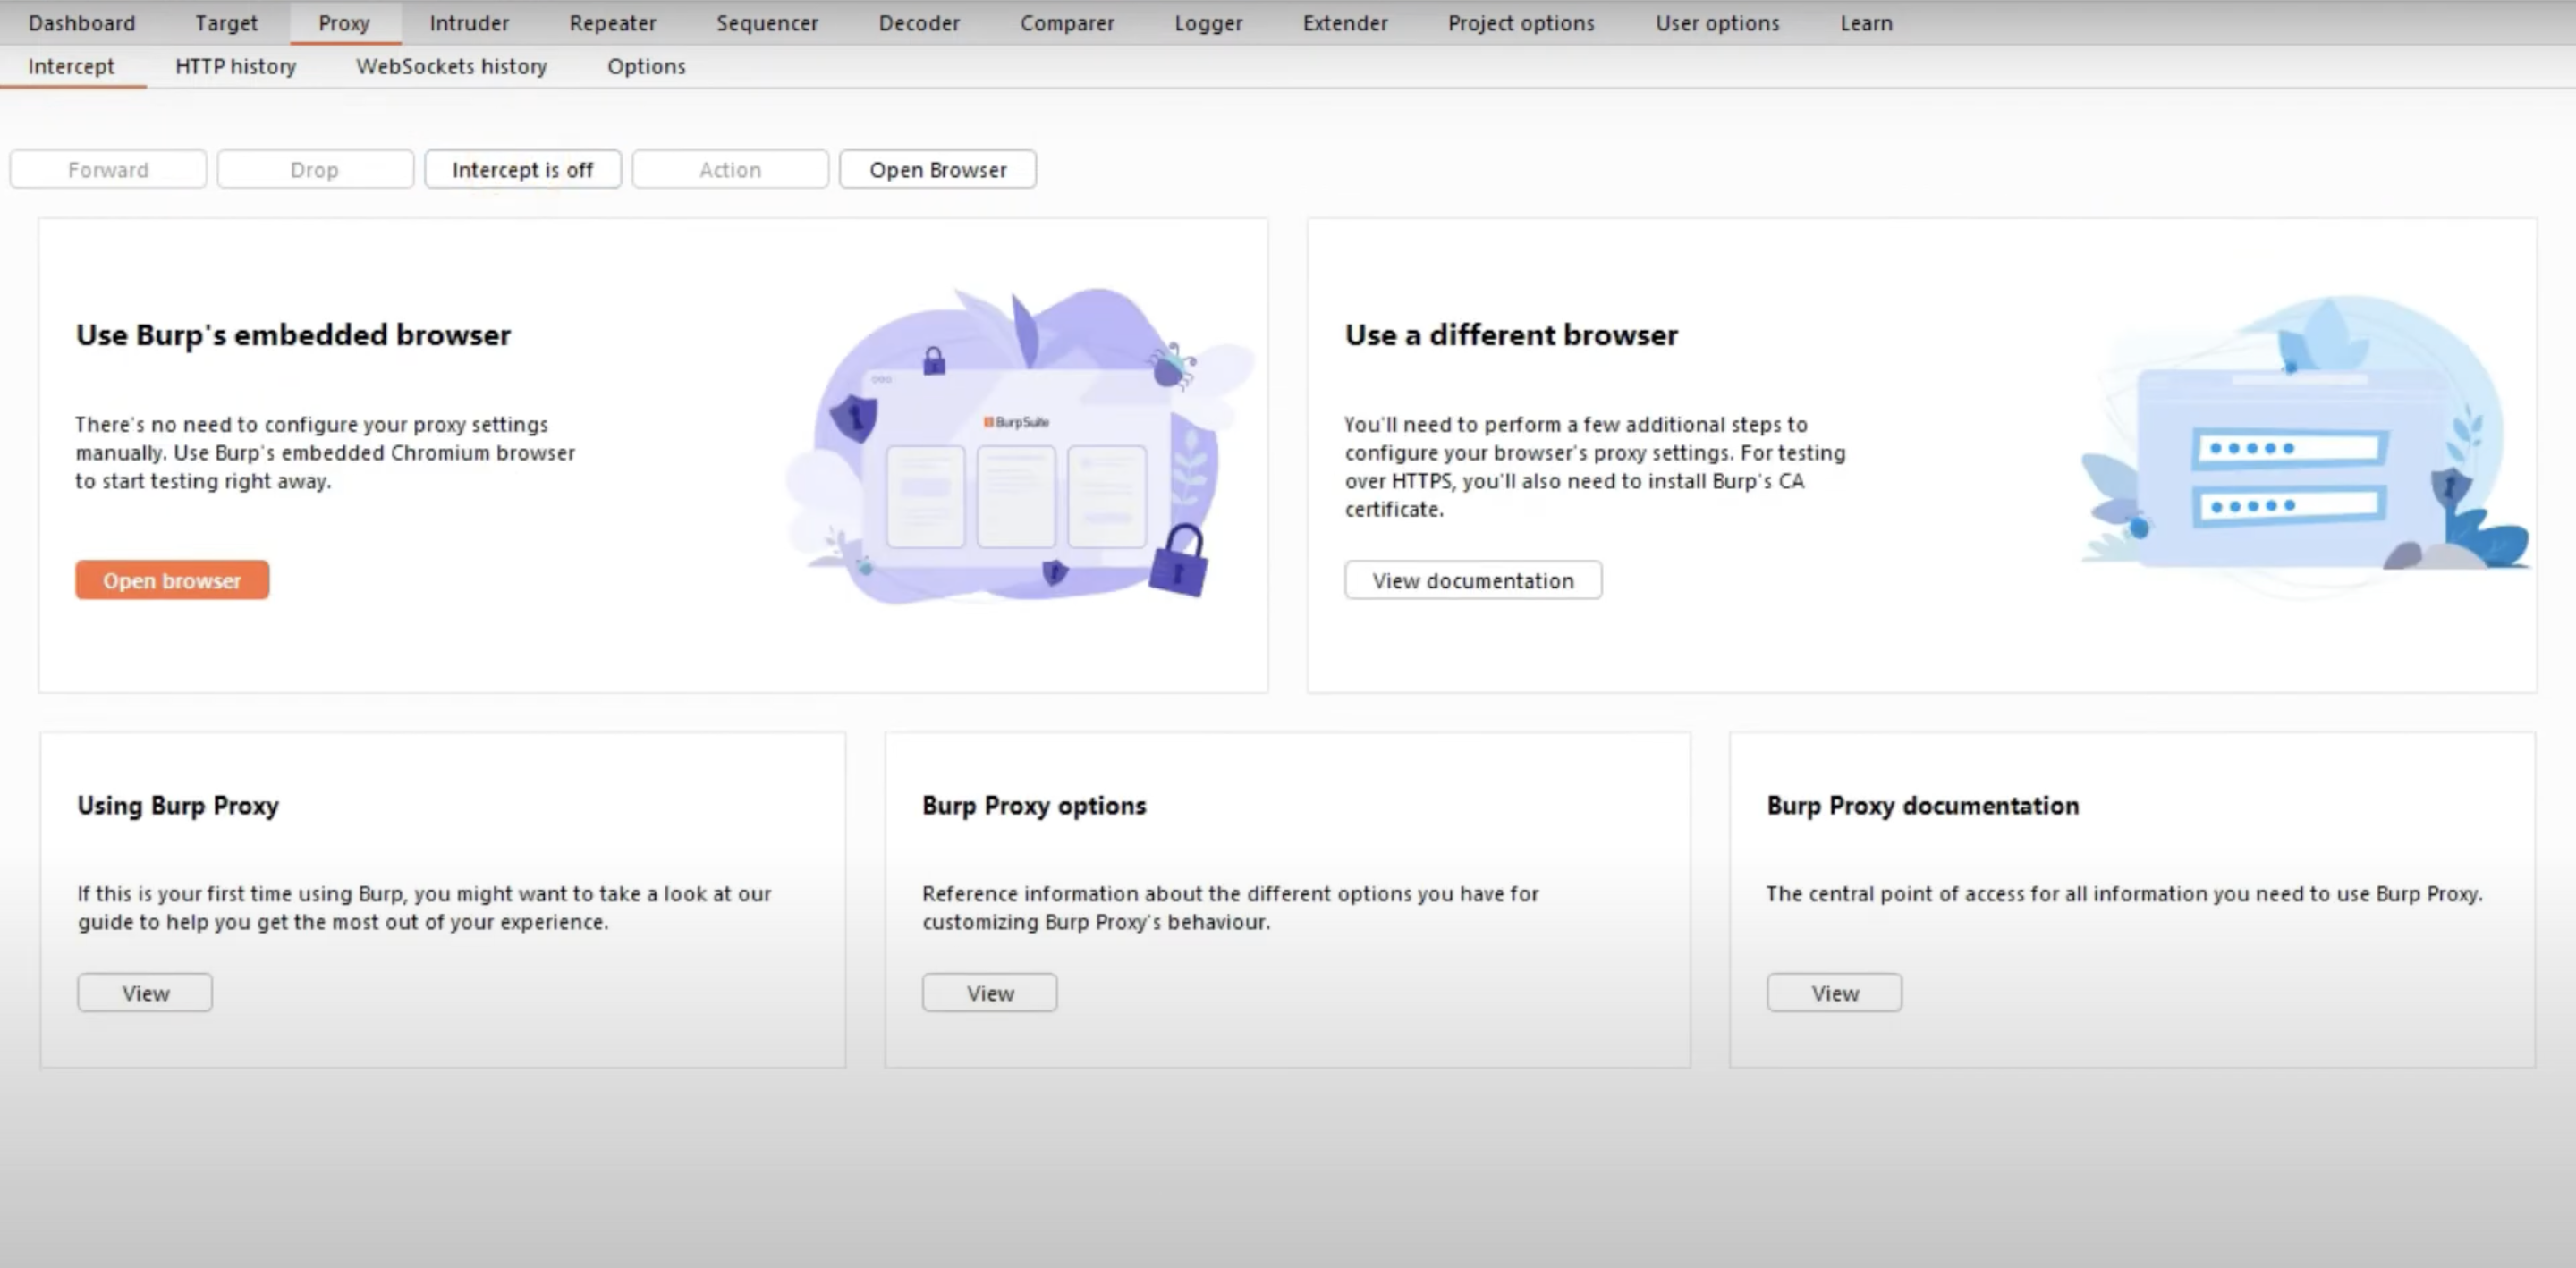 Dashboard Target Proxy Intruder Repeater Sequencer Decoder Comparer Logger Extender Project options User options Learn
Intercept HTTP history WebSockets history Options
Forward Drop Intercept is off Action Open Browser
Use Burp's embedded browser
There's no need to configure your proxy settings
manually. Use Burp's embedded Chromium browser
to start testing right away.
Open browser
BurpSuite
Use a different browser
You'll need to perform a few additional steps to
configure your browser's proxy settings. For testing
over HTTPS, you'll also need to install Burp's CA
certificate.
View documentation
Using Burp Proxy
If this is your first time using Burp, you might want to take a look at our
guide to help you get the most out of your experience.
View
Burp Proxy options
Reference information about the different options you have for
customizing Burp Proxy's behaviour.
View
Burp Proxy documentation
The central point of access for all information you need to use Burp Proxy.
View